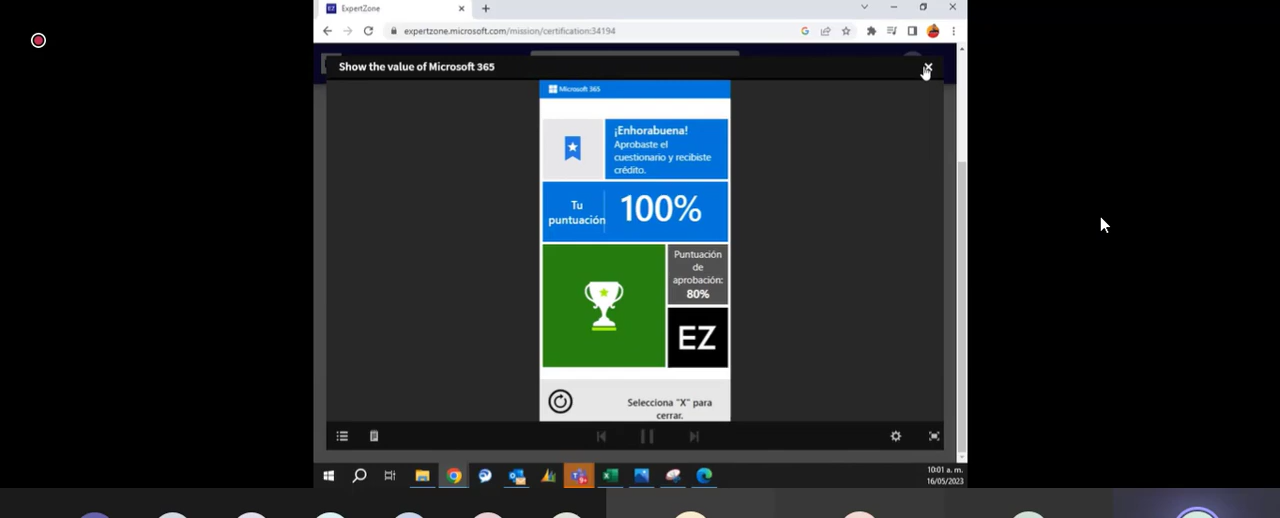 EZ ExpertZone
expertzone.microsoft.com/mission/certification:34194
Show the value of Microsoft 365
Microsoft 365
¡Enhorabuena!
Aprobaste el
cuestionario y recibiste
crédito.
Tu
puntuación
100%
Puntuación
de
aprobación:
80%
EZ
Selecciona "X" para
cerrar.
10:01 a. m.
16/05/2023